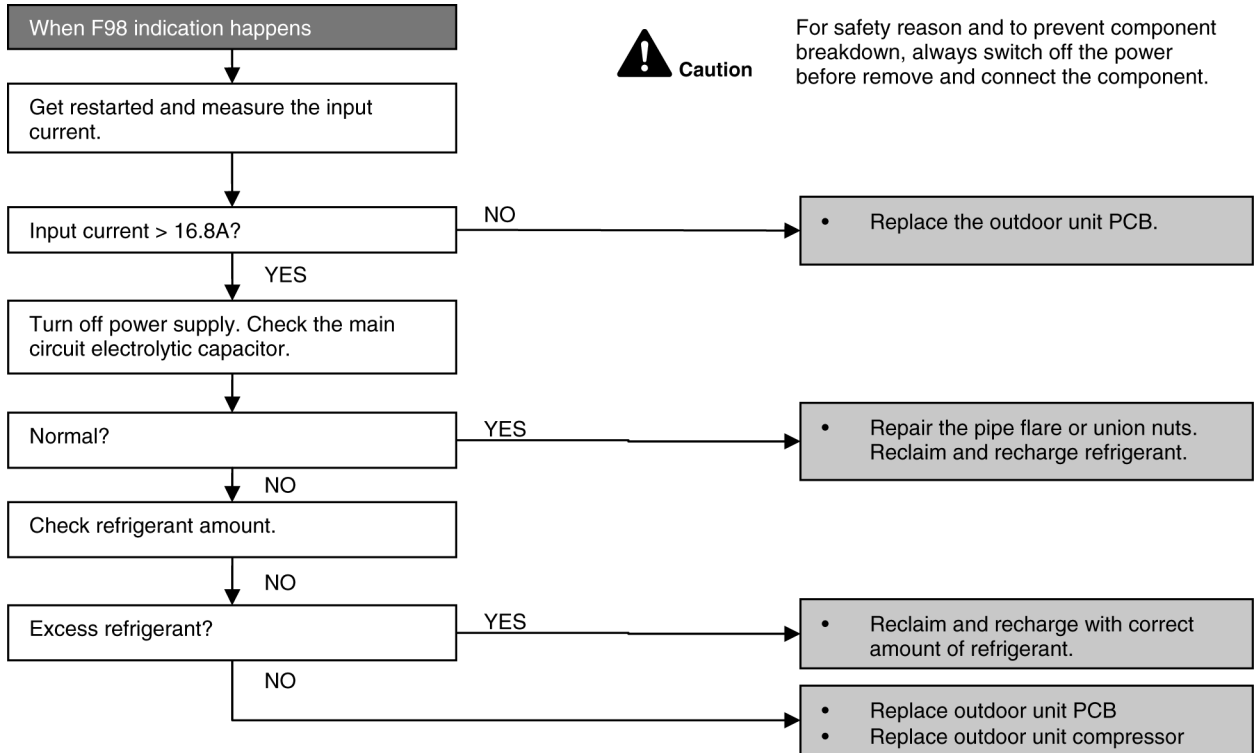 When F98 indication happens
Caution
For safety reason and to prevent component
breakdown, always switch off the power
before remove and connect the component.
Get restarted and measure the input
current.
Input current > 16.8A?
NO
• Replace the outdoor unit PCB.
YES
Turn off power supply. Check the main
circuit electrolytic capacitor.
Normal?
YES
• Repair the pipe flare or union nuts.
Reclaim and recharge refrigerant.
NO
Check refrigerant amount.
NO
Excess refrigerant?
YES
• Reclaim and recharge with correct
amount of refrigerant.
NO
• Replace outdoor unit PCB
• Replace outdoor unit compressor